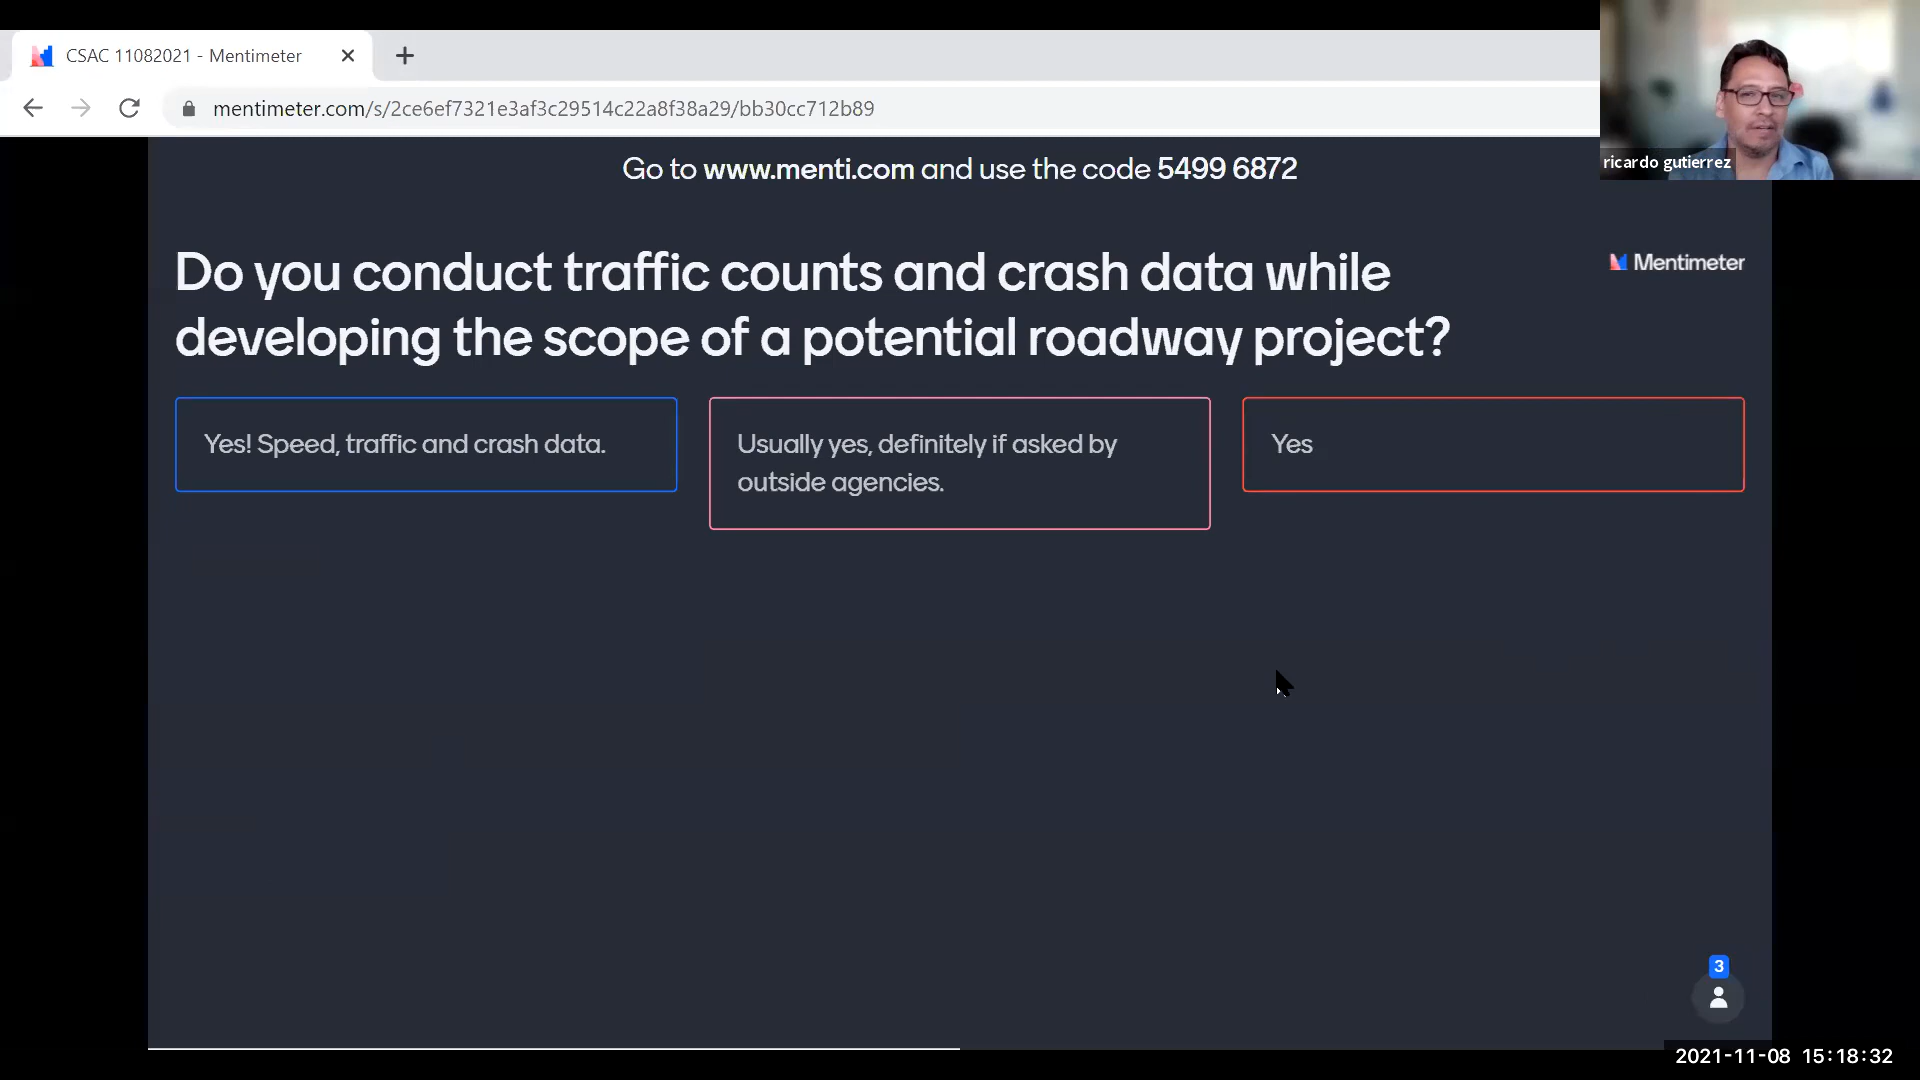 CSAC 11082021 - Mentimeter
mentimeter.com/s/2ce6ef7321e3af3c29514c22a8f38a29/bb30cc712b89
ricardo gutierrez
Go to www.menti.com and use the code 5499 6872
Do you conduct traffic counts and crash data while
developing the scope of a potential roadway project?
Mentimeter
Yes! Speed, traffic and crash data.
Usually yes, definitely if asked by
outside agencies.
Yes
3
2021-11-08 15:18:32